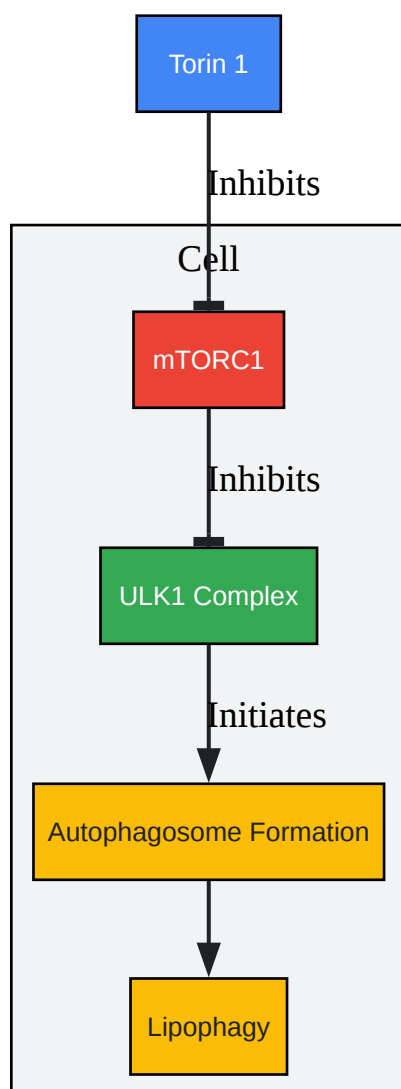 Torin 1
Inhibits
Cell
mTORC1
Inhibits
ULK1 Complex
Initiates
Autophagosome Formation
Lipophagy